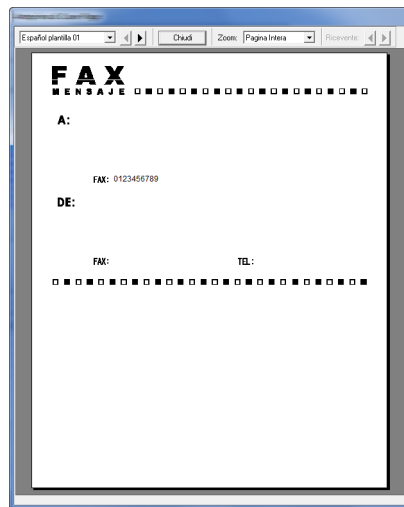 Español plantilla 01 Chiudi Zoom: Pagina Intera Ricevente:
FAX
MENSAJE
A:
FAX: 0123456789
DE:
FAX: TEL: